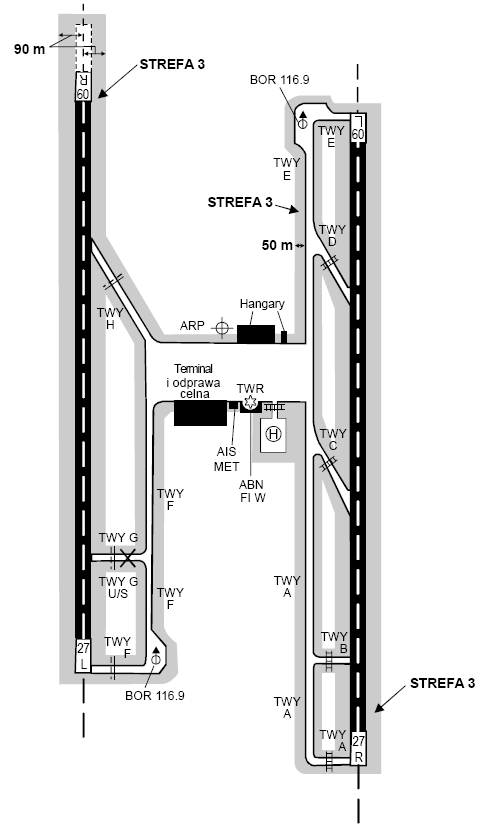 90 m
STREFA 3
R
09
BOR 116.9
L
09
TWY
E
TWY
E
STREFA 3
TWY
D
50 m
TWY
H
Hangary
ARP
Terminal
i odprawa
celna
TWR
H
AIS
MET
ABN
FI W
TWY
C
TWY
F
TWY G
TWY G
U/S
TWY
F
TWY
A
TWY
F
TWY
B
27
L
BOR 116.9
STREFA 3
TWY
A
TWY
A
27
R